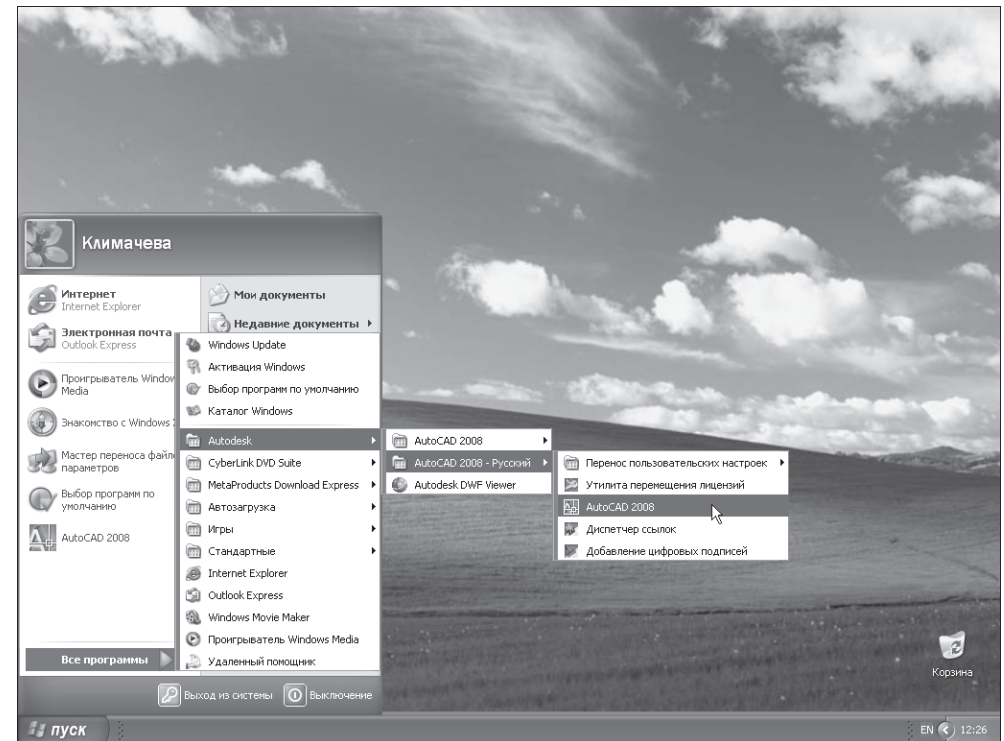 Климачева
Интернет
Internet Explorer
Электронная почта
Outlook Express
Проигрыватель Window
Media
Знакомство с Windows
Мастер переноса файл
параметров
Выбор программ по
умолчанию
AutoCAD 2008
Все программы
Мои документы
Недавние документы
Windows Update
Активация Windows
Выбор программ по умолчанию
Каталог Windows
Autodesk
CyberLink DVD Suite
MetaProducts Download Express
Автозагрузка
Игры
Стандартные
Internet Explorer
Outlook Express
Windows Movie Maker
Проигрыватель Windows Media
Удаленный помощник
AutoCAD 2008
AutoCAD 2008 - Русский
Autodesk DWF Viewer
Перенос пользовательских настроек
Утилита перемещения лицензий
AutoCAD 2008
Диспетчер ссылок
Добавление цифровых подписей
Корзина
Выход из системы
Выключение
пуск
EN
12:26